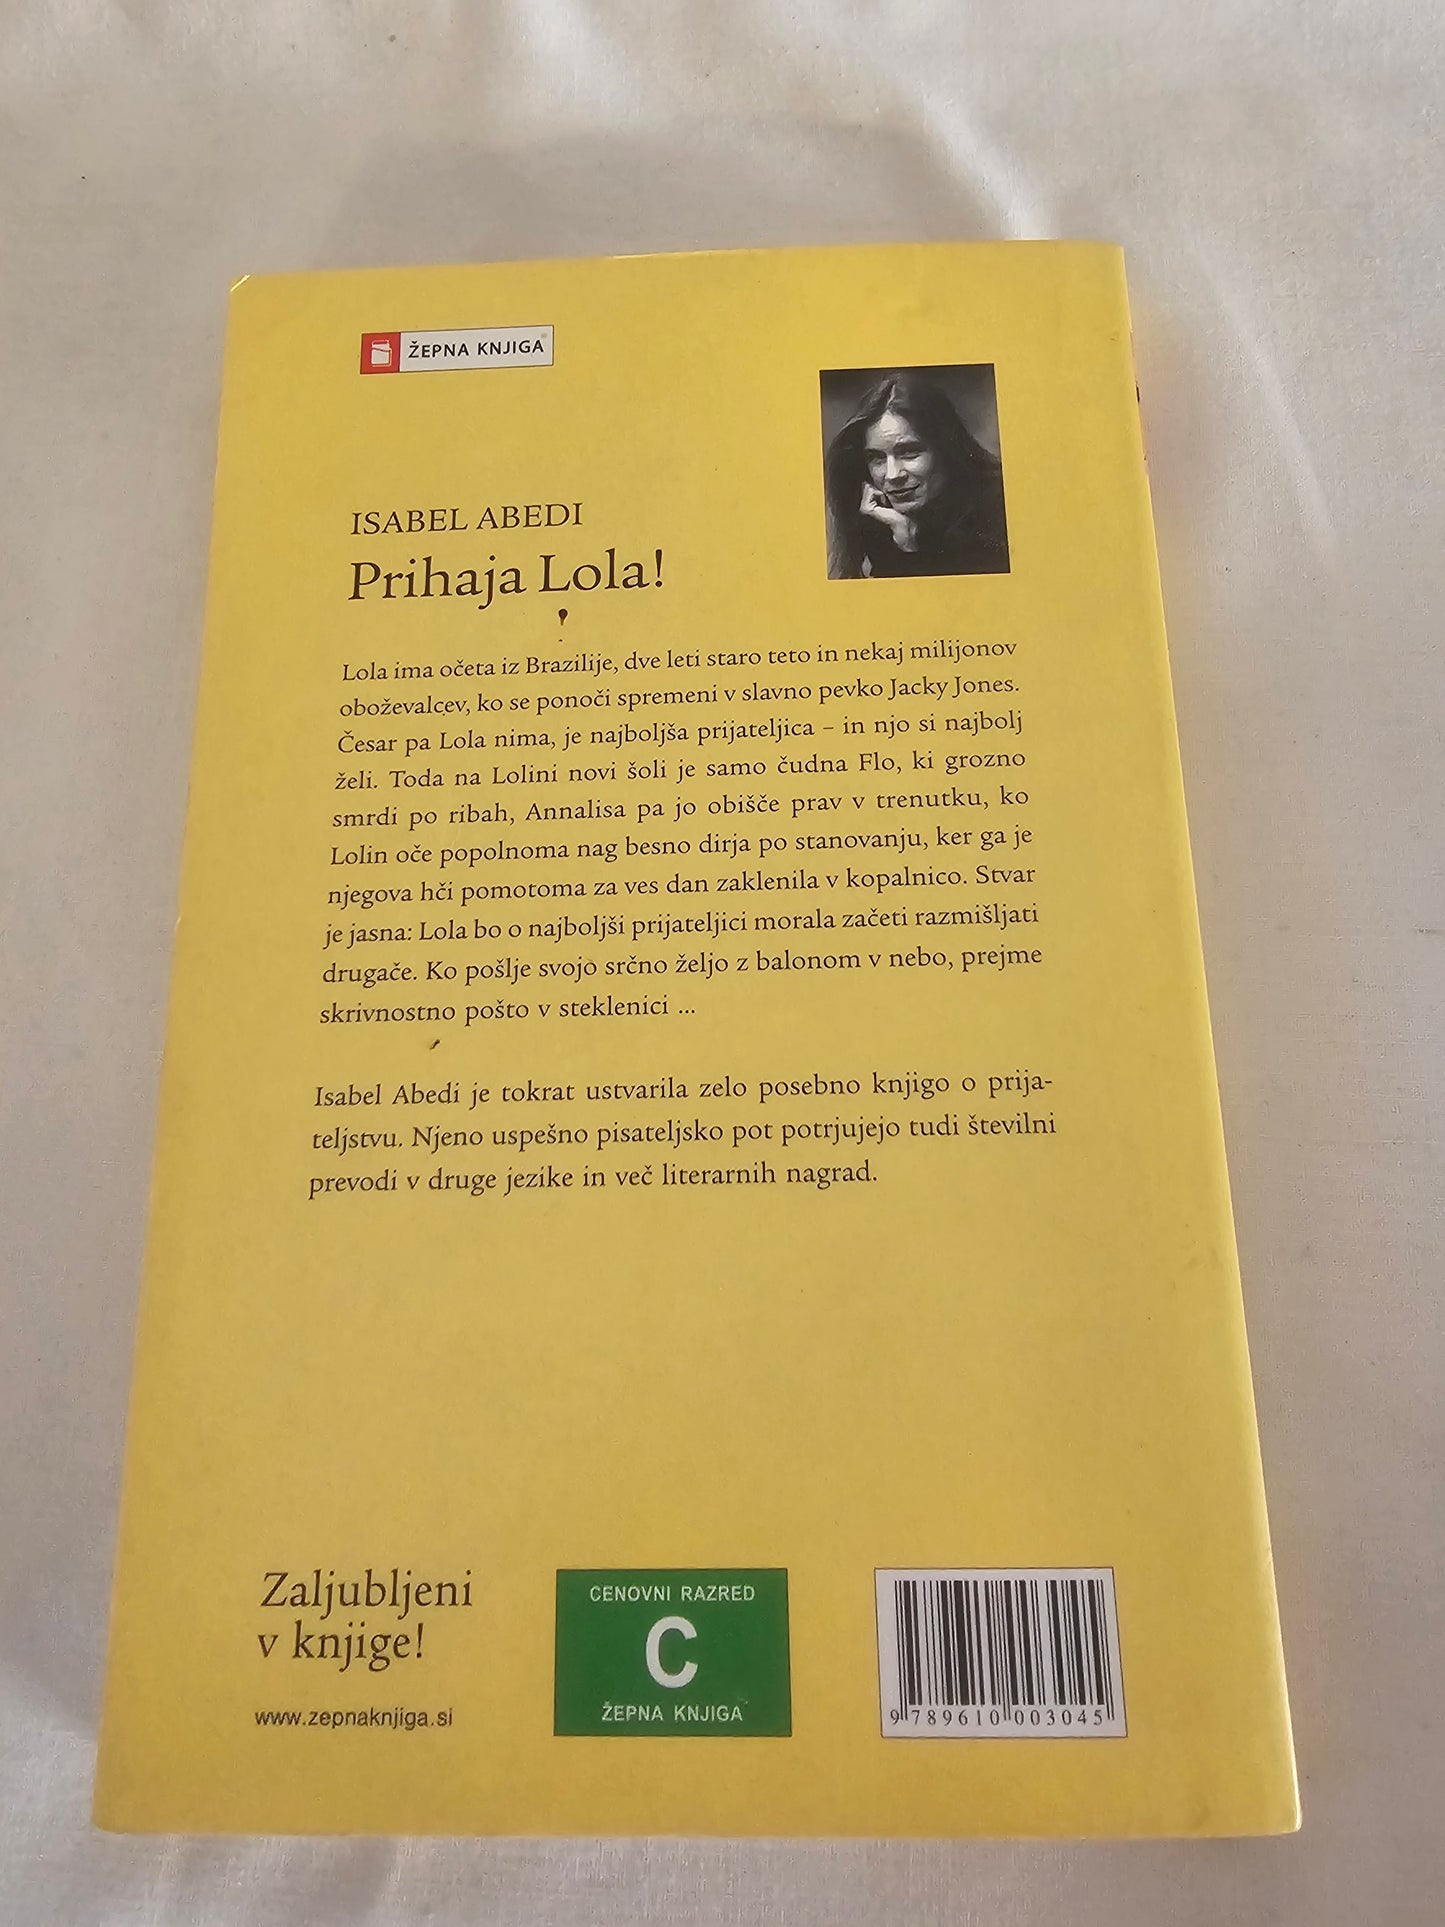 ŽEPNA KNJIGA
ISABEL ABEDI
Prihaja Lola!
Lola ima očeta iz Brazilije, dve leti staro teto in nekaj milijonov
oboževalcev, ko se ponoči spremeni v slavno pevko Jacky Jones.
Česar pa Lola nima, je najboljša prijateljica – in njo si najbolj
želi. Toda na Lolini novi šoli je samo čudna Flo, ki grozno
smrdi po ribah, Annalisa pa jo obišče prav v trenutku, ko
Lolin oče popolnoma nag besno dirja po stanovanju, ker ga je
njegova hči pomotoma za ves dan zaklenila v kopalnico. Stvar
je jasna: Lola bo o najboljši prijateljici morala začeti razmišljati
drugače. Ko pošlje svojo srčno željo z balonom v nebo, prejme
skrivnostno pošto v steklenici ...
Isabel Abedi je tokrat ustvarila zelo posebno knjigo o prija-
teljstvu. Njeno uspešno pisateljsko pot potrjujejo tudi številni
prevodi v druge jezike in več literarnih nagrad.
Zaljubljeni
v knjige!
www.zepnaknjiga.si
CENOVNI RAZRED
C
ŽEPNA KNJIGA
9 789610 003045